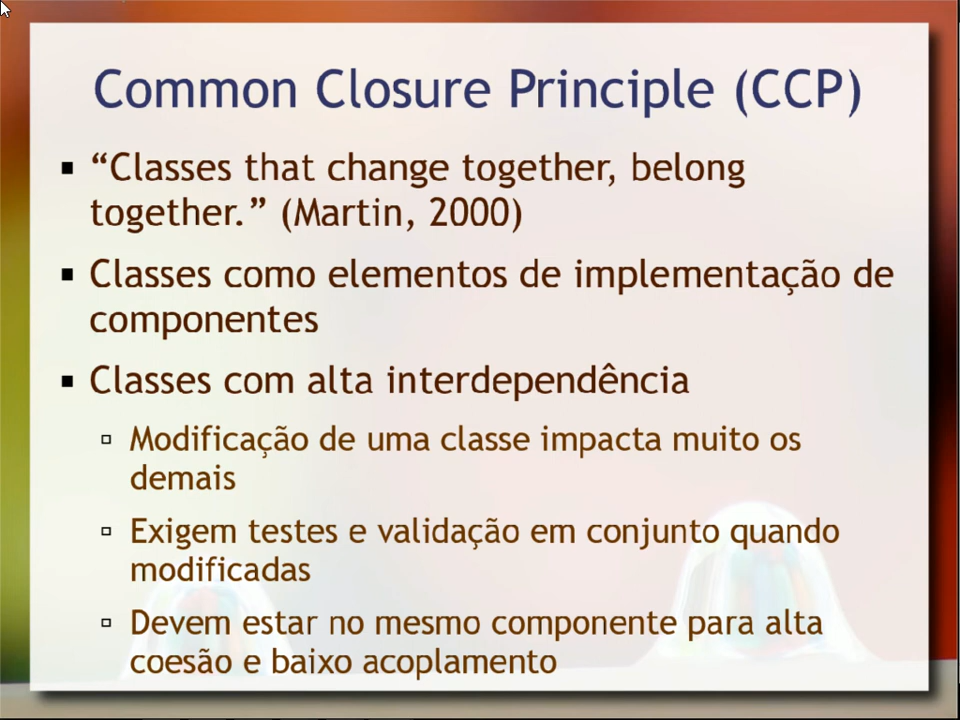 Common Closure Principle (CCP)
“Classes that change together, belong
together.” (Martin, 2000)
Classes como elementos de implementação de
componentes
Classes com alta interdependência
Modificação de uma classe impacta muito os
demais
Exigem testes e validação em conjunto quando
modificadas
Devem estar no mesmo componente para alta
coesão e baixo acoplamento